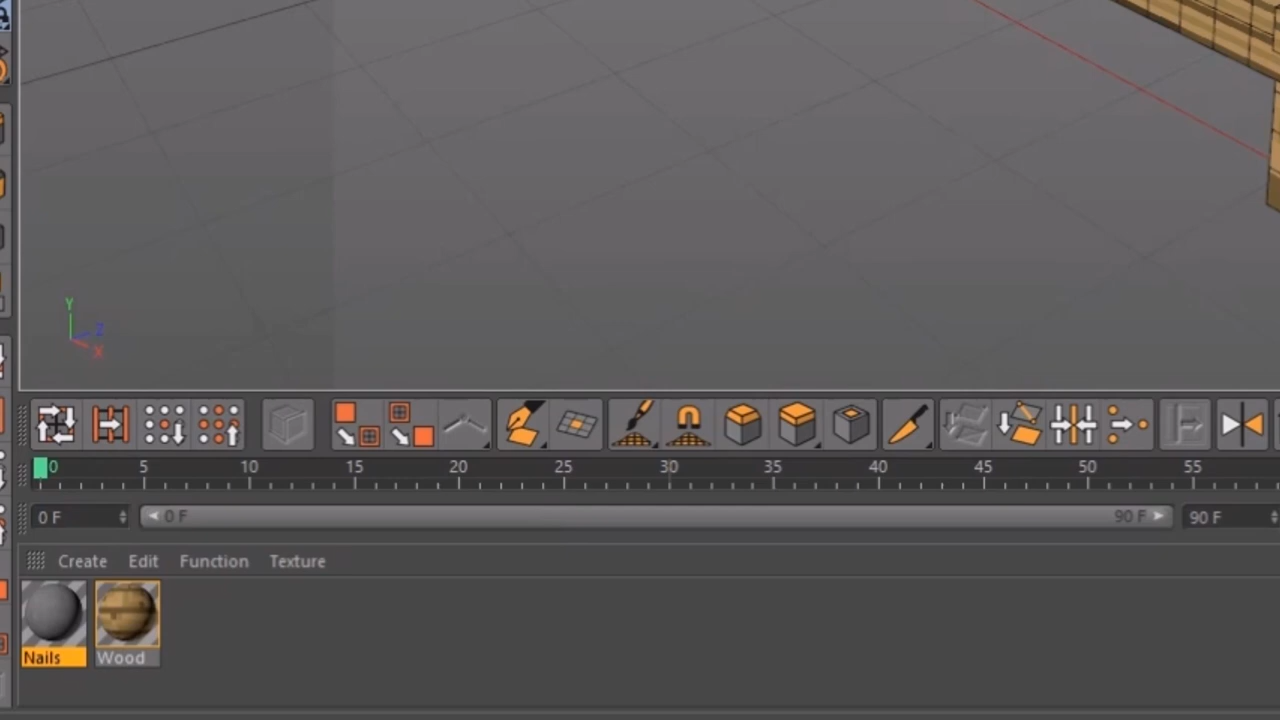 Y
Z
X
0 5 10 15 20 25 30 35 40 45 50 55
0 F 0 F 90 F 90 F
Create Edit Function Texture
Nails Wood